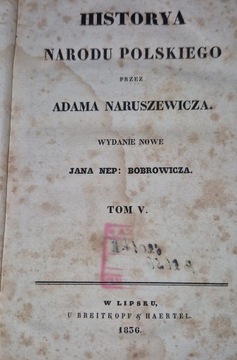 HISTORYA
NARODU POLSKIEGO
PRZEZ
ADAMA NARUSZEWICZA.
WYDANIE NOWE
JANA NEP: BOBROWICZA.
TOM V.
W LIPSKU,
U BREITKOPF & HAERTEL.
1836.